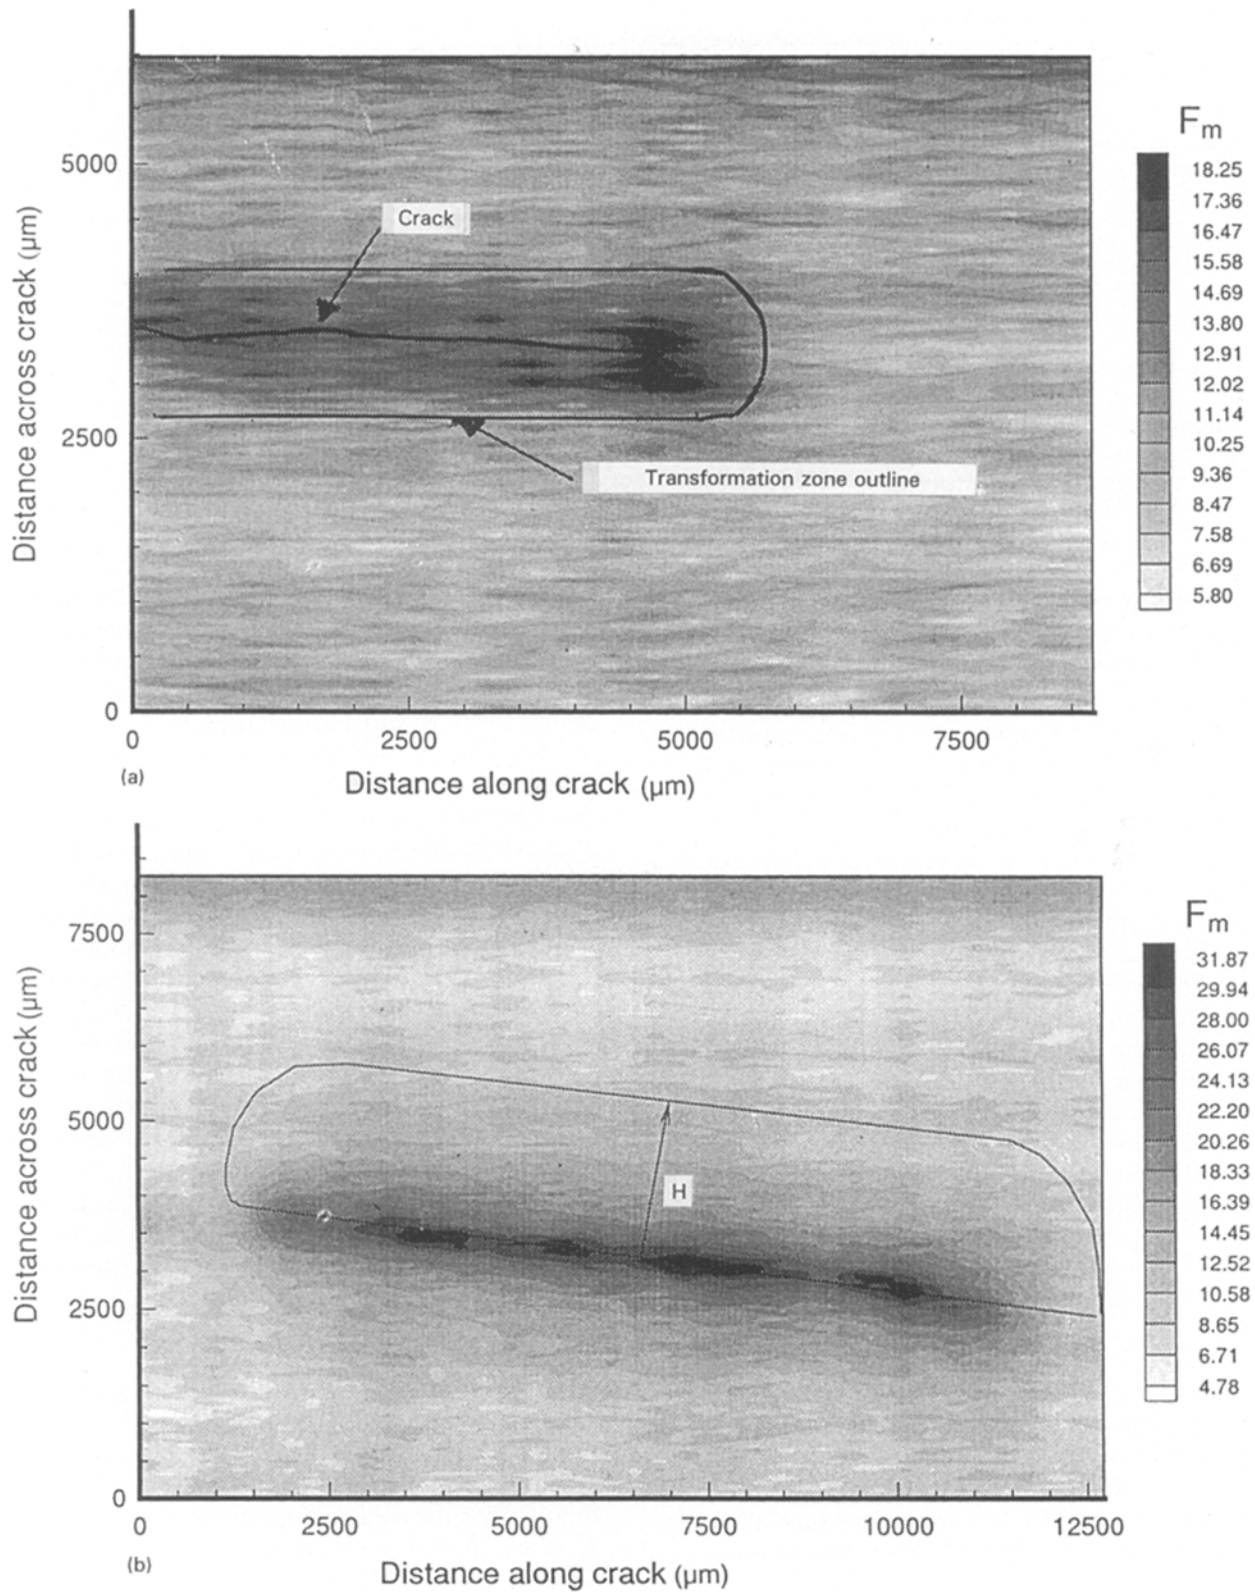 F_m
18.25
17.36
16.47
15.58
14.69
13.80
12.91
12.02
11.14
10.25
9.36
8.47
7.58
6.69
5.80
5000
2500
0
Distance across crack (µm)
Crack
Transformation zone outline
0 2500 5000 7500
(a)
Distance along crack (µm)
F_m
31.87
29.94
28.00
26.07
24.13
22.20
20.26
18.33
16.39
14.45
12.52
10.58
8.65
6.71
4.78
7500
5000
2500
0
Distance across crack (µm)
H
0 2500 5000 7500 10000 12500
(b)
Distance along crack (µm)